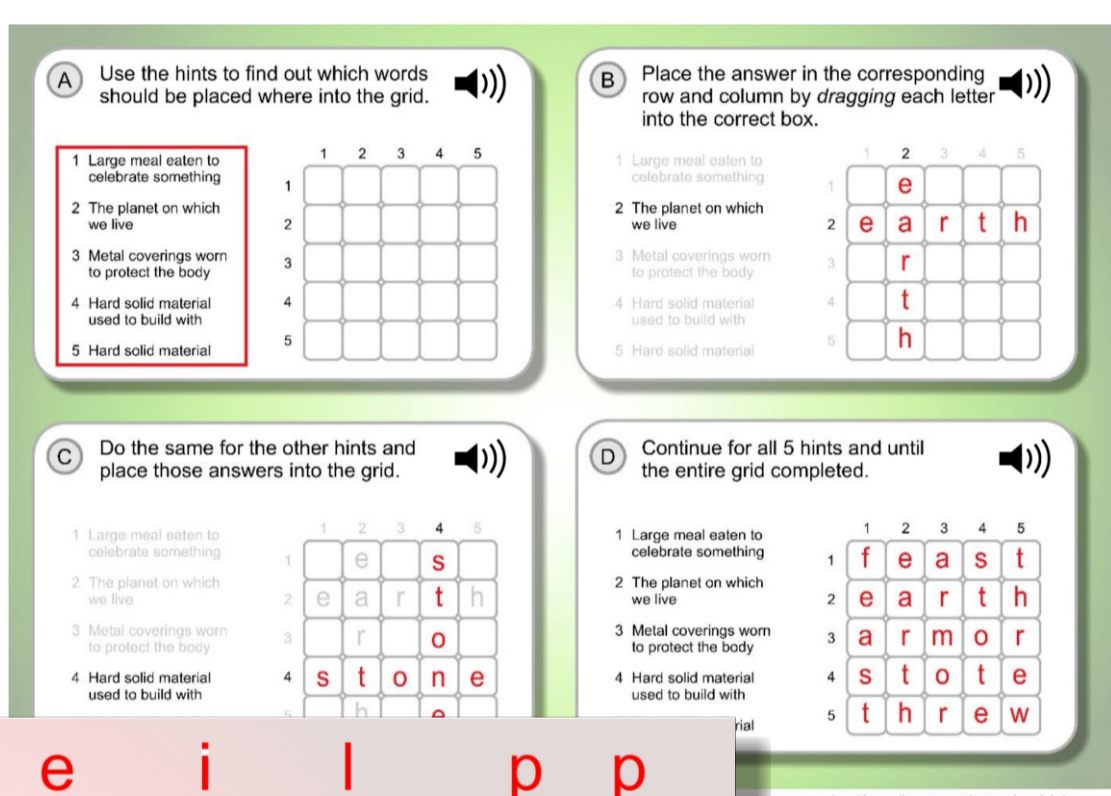 A Use the hints to find out which words
should be placed where into the grid.
1 Large meal eaten to
celebrate something
2 The planet on which
we live
3 Metal coverings worn
to protect the body
4 Hard solid material
used to build with
5 Hard solid material
1 2 3 4 5
1
2
3
4
5
B Place the answer in the corresponding
row and column by dragging each letter
into the correct box.
1 Large meal eaten to
celebrate something
2 The planet on which
we live
3 Metal coverings worn
to protect the body
4 Hard solid material
used to build with
5 Hard solid material
1 2 3 4 5
1 e
2 e a r t h
3 r
4 t
5 h
C Do the same for the other hints and
place those answers into the grid.
1 Large meal eaten to
celebrate something
2 The planet on which
we live
3 Metal coverings worn
to protect the body
4 Hard solid material
used to build with
1 2 3 4 5
1 e s
2 e a r t h
3 r o
4 s t o n e
5 h e
D Continue for all 5 hints and until
the entire grid completed.
1 Large meal eaten to
celebrate something
2 The planet on which
we live
3 Metal coverings worn
to protect the body
4 Hard solid material
used to build with
1 2 3 4 5
1 f e a s t
2 e a r t h
3 a r m o r
4 s t o t e
5 t h r e w
e i l p p